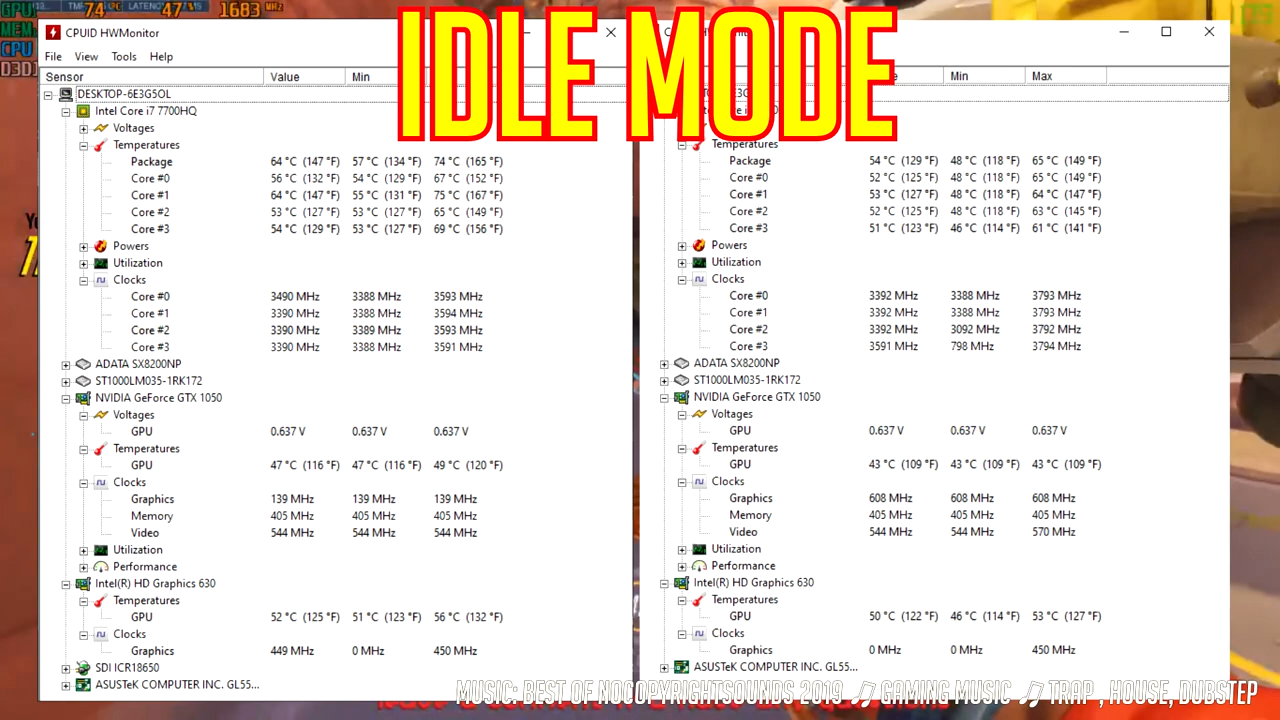 GPU 74 °C LATENCY 47 1683 MHz
MEM
CPU
D3D1
IDLE MODE
CPUID HWMonitor
File View Tools Help
Sensor Value Min
DESKTOP-6E3G5OL
Intel Core i7 7700HQ
Voltages
Temperatures
Package 64 °C (147 °F) 57 °C (134 °F) 74 °C (165 °F)
Core #0 56 °C (132 °F) 54 °C (129 °F) 67 °C (152 °F)
Core #1 64 °C (147 °F) 55 °C (131 °F) 75 °C (167 °F)
Core #2 53 °C (127 °F) 53 °C (127 °F) 65 °C (149 °F)
Core #3 54 °C (129 °F) 53 °C (127 °F) 69 °C (156 °F)
Powers
Utilization
Clocks
Core #0 3490 MHz 3388 MHz 3593 MHz
Core #1 3390 MHz 3388 MHz 3594 MHz
Core #2 3390 MHz 3389 MHz 3593 MHz
Core #3 3390 MHz 3388 MHz 3591 MHz
ADATA SX8200NP
ST1000LM035-1RK172
NVIDIA GeForce GTX 1050
Voltages
GPU 0.637 V 0.637 V 0.637 V
Temperatures
GPU 47 °C (116 °F) 47 °C (116 °F) 49 °C (120 °F)
Clocks
Graphics 139 MHz 139 MHz 139 MHz
Memory 405 MHz 405 MHz 405 MHz
Video 544 MHz 544 MHz 544 MHz
Utilization
Performance
Intel(R) HD Graphics 630
Temperatures
GPU 52 °C (125 °F) 51 °C (123 °F) 56 °C (132 °F)
Clocks
Graphics 449 MHz 0 MHz 450 MHz
SDI ICR18650
ASUSTeK COMPUTER INC. GL55...
Min Max
Temperatures
Package 54 °C (129 °F) 48 °C (118 °F) 65 °C (149 °F)
Core #0 52 °C (125 °F) 48 °C (118 °F) 65 °C (149 °F)
Core #1 53 °C (127 °F) 48 °C (118 °F) 64 °C (147 °F)
Core #2 52 °C (125 °F) 48 °C (118 °F) 63 °C (145 °F)
Core #3 51 °C (123 °F) 46 °C (114 °F) 61 °C (141 °F)
Powers
Utilization
Clocks
Core #0 3392 MHz 3388 MHz 3793 MHz
Core #1 3392 MHz 3388 MHz 3793 MHz
Core #2 3392 MHz 3092 MHz 3792 MHz
Core #3 3591 MHz 798 MHz 3794 MHz
ADATA SX8200NP
ST1000LM035-1RK172
NVIDIA GeForce GTX 1050
Voltages
GPU 0.637 V 0.637 V 0.637 V
Temperatures
GPU 43 °C (109 °F) 43 °C (109 °F) 43 °C (109 °F)
Clocks
Graphics 608 MHz 608 MHz 608 MHz
Memory 405 MHz 405 MHz 405 MHz
Video 544 MHz 544 MHz 570 MHz
Utilization
Performance
Intel(R) HD Graphics 630
Temperatures
GPU 50 °C (122 °F) 46 °C (114 °F) 53 °C (127 °F)
Clocks
Graphics 0 MHz 0 MHz 450 MHz
ASUSTeK COMPUTER INC. GL55...
MUSIC: BEST OF NOCOPYRIGHTSOUNDS 2019 🎵 GAMING MUSIC 🎵 TRAP , HOUSE, DUBSTEP